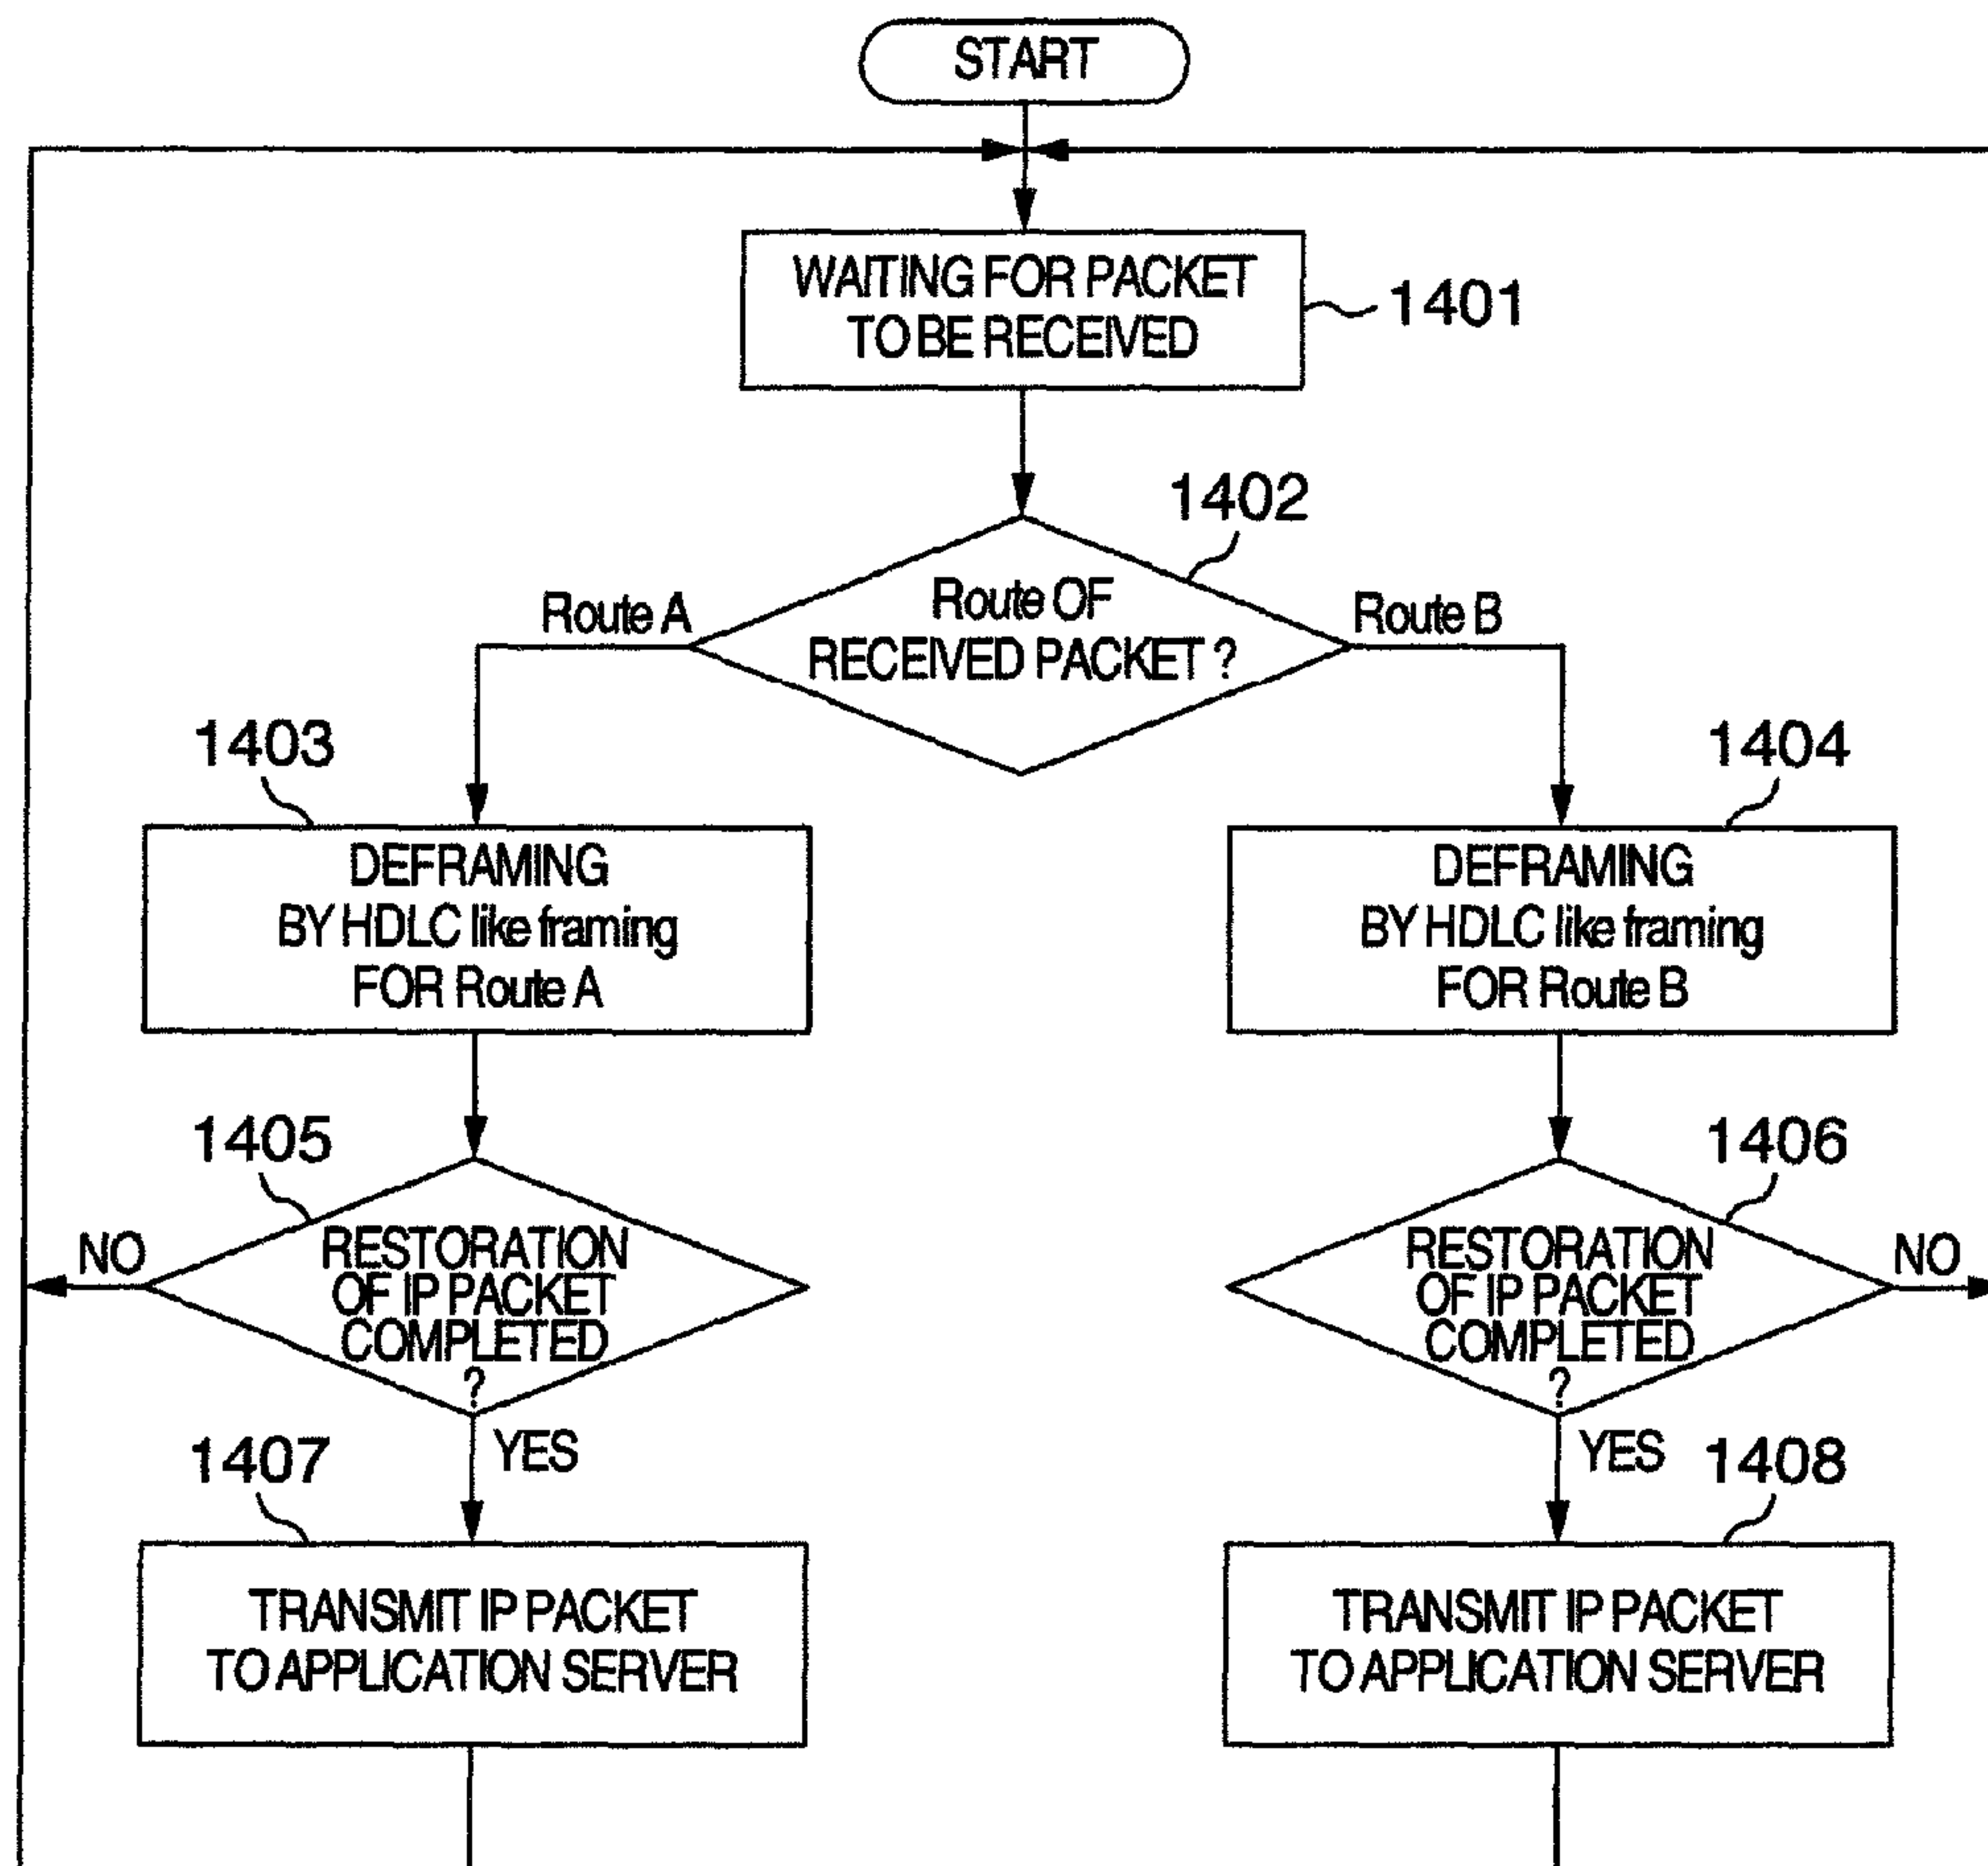 START
WAITING FOR PACKET
TO BE RECEIVED
1401
1402
Route OF
RECEIVED PACKET ?
Route A
Route B
1403
DEFRAMING
BY HDLC like framing
FOR Route A
1404
DEFRAMING
BY HDLC like framing
FOR Route B
1405
RESTORATION
OF IP PACKET
COMPLETED
?
NO
YES
1406
RESTORATION
OF IP PACKET
COMPLETED
?
NO
YES
1407
TRANSMIT IP PACKET
TO APPLICATION SERVER
1408
TRANSMIT IP PACKET
TO APPLICATION SERVER